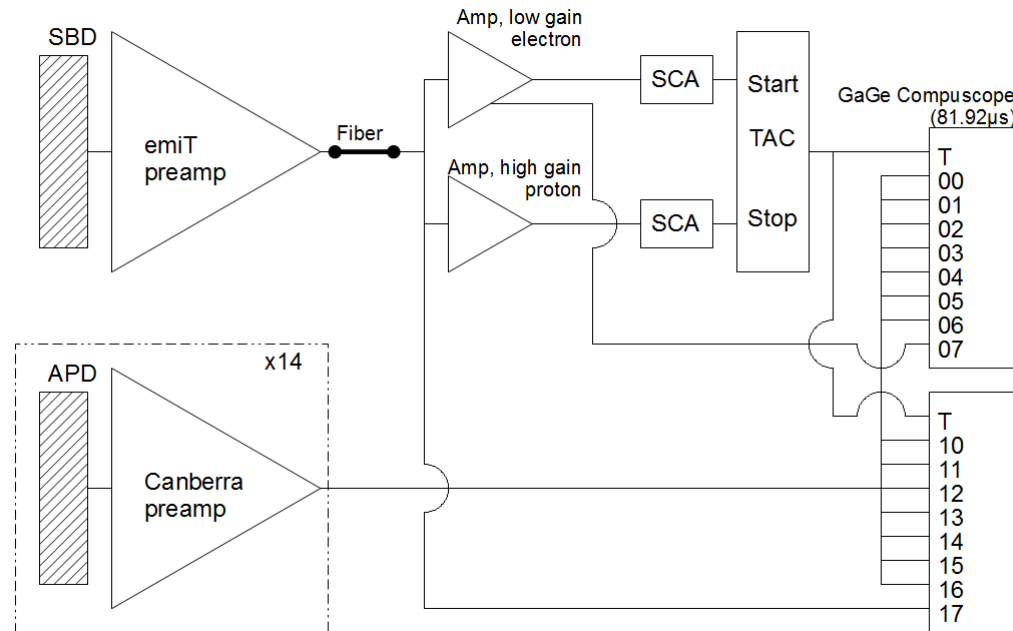 SBD
emiT
preamp
Fiber
Amp, low gain
electron
Amp, high gain
proton
SCA
SCA
Start
TAC
Stop
GaGe Compuscope
(81.92µs)
T
00
01
02
03
04
05
06
07
x14
APD
Canberra
preamp
T
10
11
12
13
14
15
16
17